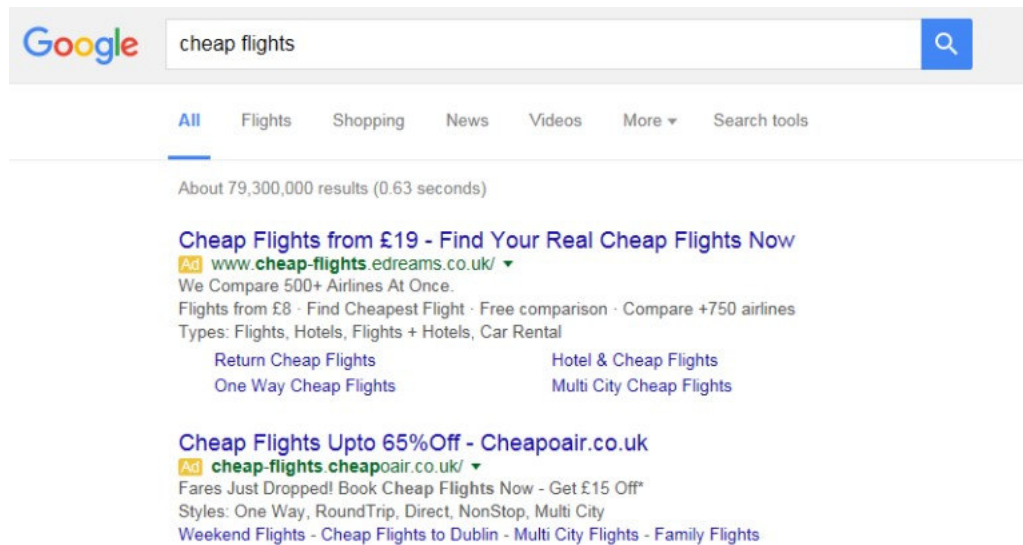 Google cheap flights
All Flights Shopping News Videos More Search tools
About 79,300,000 results (0.63 seconds)
Cheap Flights from £19 - Find Your Real Cheap Flights Now
Ad www.cheap-flights.edreams.co.uk/
We Compare 500+ Airlines At Once.
Flights from £8 · Find Cheapest Flight · Free comparison · Compare +750 airlines
Types: Flights, Hotels, Flights + Hotels, Car Rental
Return Cheap Flights Hotel & Cheap Flights
One Way Cheap Flights Multi City Cheap Flights
Cheap Flights Upto 65%Off - Cheapoair.co.uk
Ad cheap-flights.cheapoair.co.uk/
Fares Just Dropped! Book Cheap Flights Now - Get £15 Off*
Styles: One Way, RoundTrip, Direct, NonStop, Multi City
Weekend Flights - Cheap Flights to Dublin - Multi City Flights - Family Flights